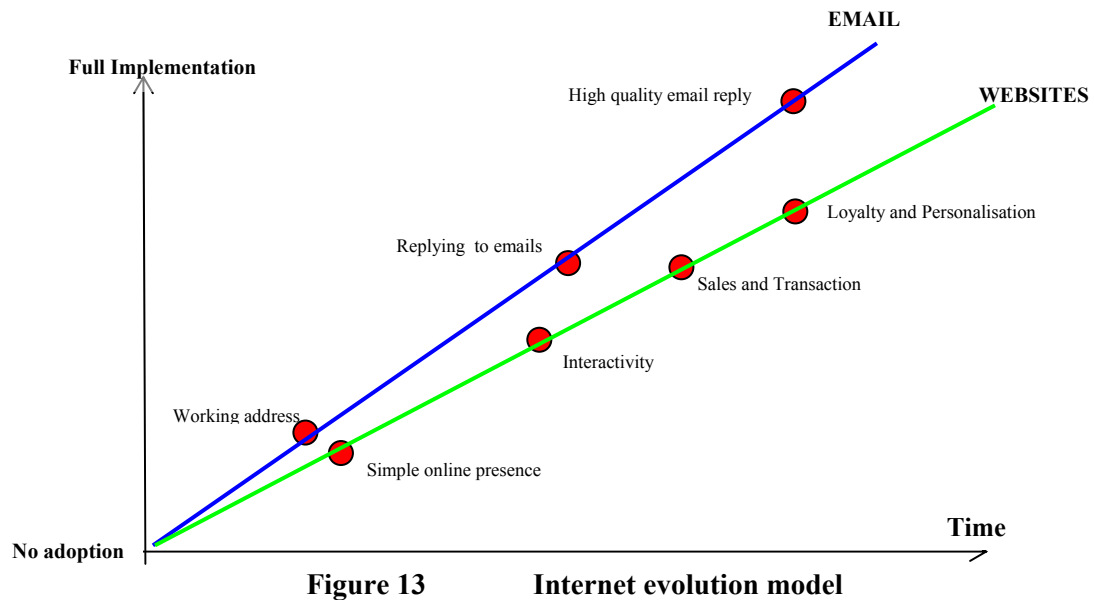 EMAIL
Full Implementation
High quality email reply
WEBSITES
Loyalty and Personalisation
Replying to emails
Sales and Transaction
Interactivity
Working address
Simple online presence
Time
No adoption
Figure 13 Internet evolution model